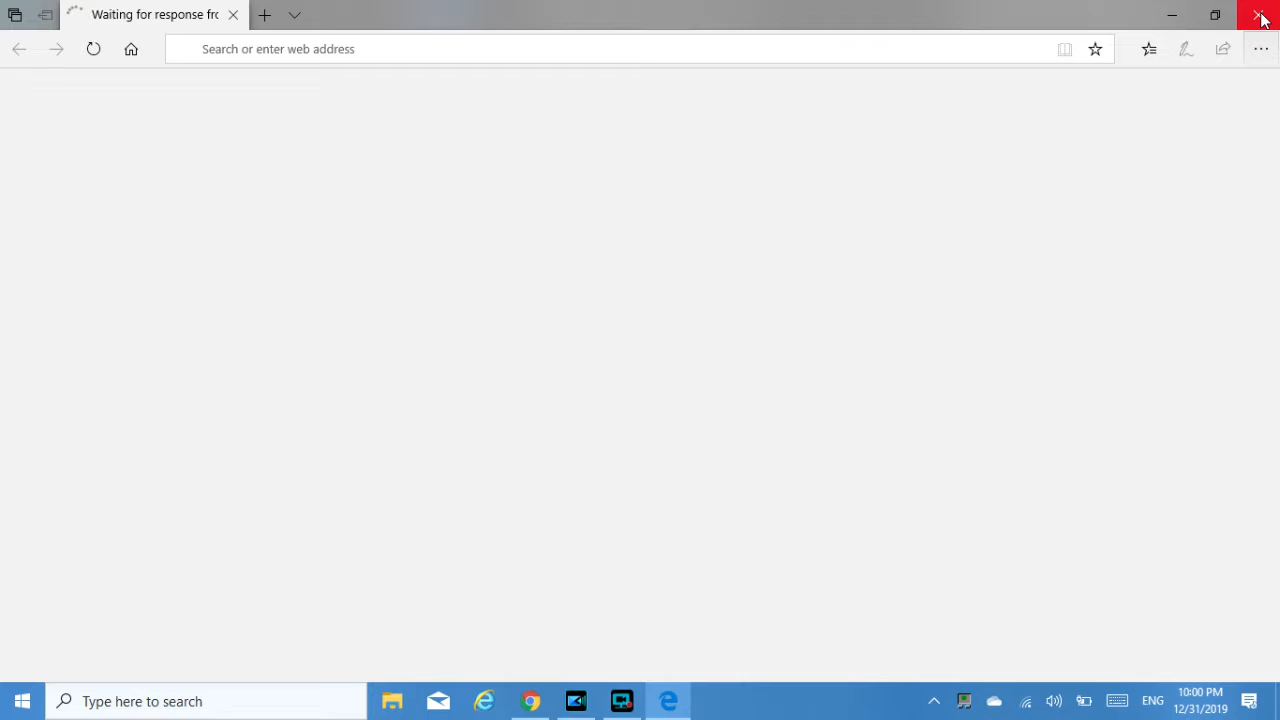 Waiting for response fro
Search or enter web address
Type here to search
ENG
10:00 PM
12/31/2019